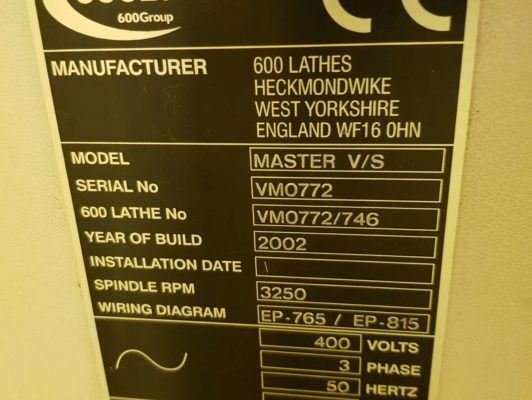 600Group
CE
MANUFACTURER 600 LATHES
HECKMONDWIKE
WEST YORKSHIRE
ENGLAND WF16 0HN
MODEL MASTER V/S
SERIAL No VM0772
600 LATHE No VM0772/746
YEAR OF BUILD 2002
INSTALLATION DATE \
SPINDLE RPM 3250
WIRING DIAGRAM EP-765 / EP-815
400 VOLTS
3 PHASE
50 HERTZ